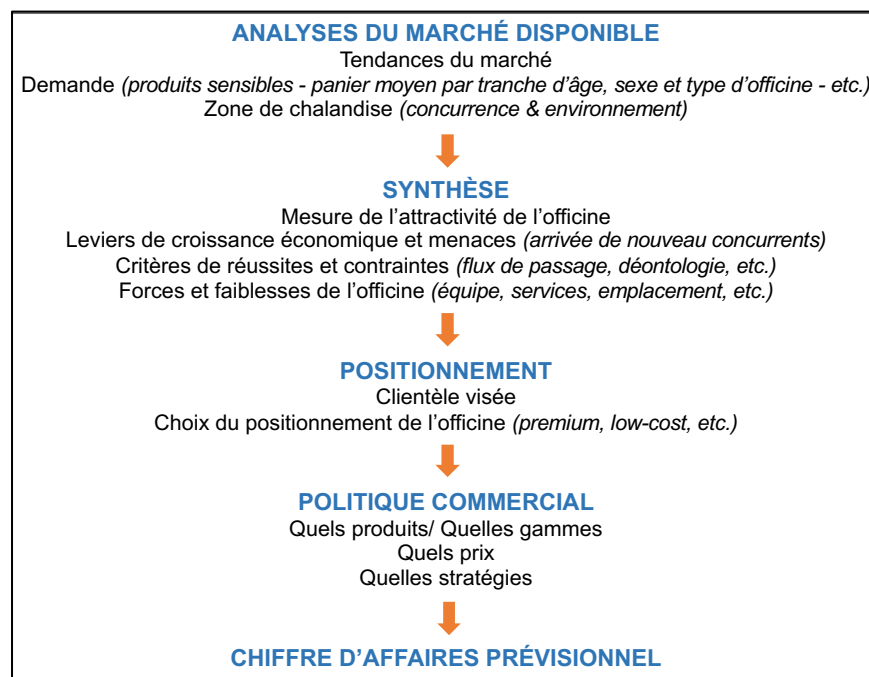 ANALYSES DU MARCHÉ DISPONIBLE
Tendances du marché
Demande (produits sensibles - panier moyen par tranche d’âge, sexe et type d’officine - etc.)
Zone de chalandise (concurrence & environnement)
SYNTHÈSE
Mesure de l’attractivité de l’officine
Leviers de croissance économique et menaces (arrivée de nouveau concurrents)
Critères de réussites et contraintes (flux de passage, déontologie, etc.)
Forces et faiblesses de l’officine (équipe, services, emplacement, etc.)
POSITIONNEMENT
Clientèle visée
Choix du positionnement de l’officine (premium, low-cost, etc.)
POLITIQUE COMMERCIAL
Quels produits/ Quelles gammes
Quels prix
Quelles stratégies
CHIFFRE D’AFFAIRES PRÉVISIONNEL